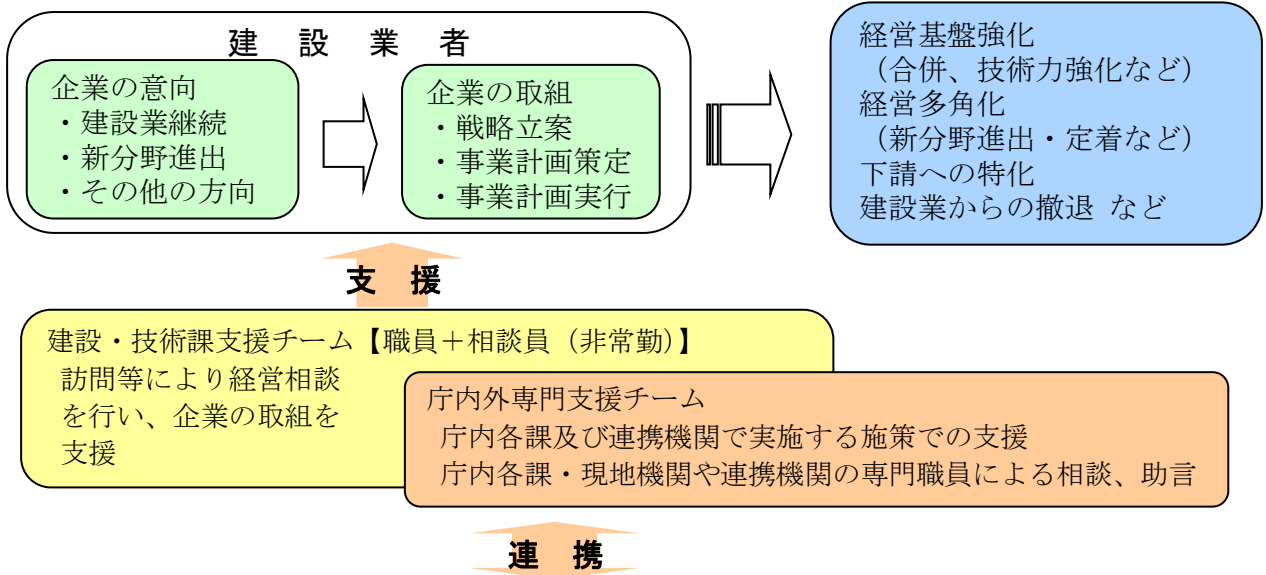 建設業者
企業の意向
・建設業継続
・新分野進出
・その他の方向
企業の取組
・戦略立案
・事業計画策定
・事業計画実行
経営基盤強化
（合併、技術力強化など）
経営多角化
（新分野進出・定着など）
下請への特化
建設業からの撤退 など
支 援
建設・技術課支援チーム【職員＋相談員（非常勤）】
訪問等により経営相談
を行い、企業の取組を
支援
庁内外専門支援チーム
庁内各課及び連携機関で実施する施策での支援
庁内各課・現地機関や連携機関の専門職員による相談、助言
連 携